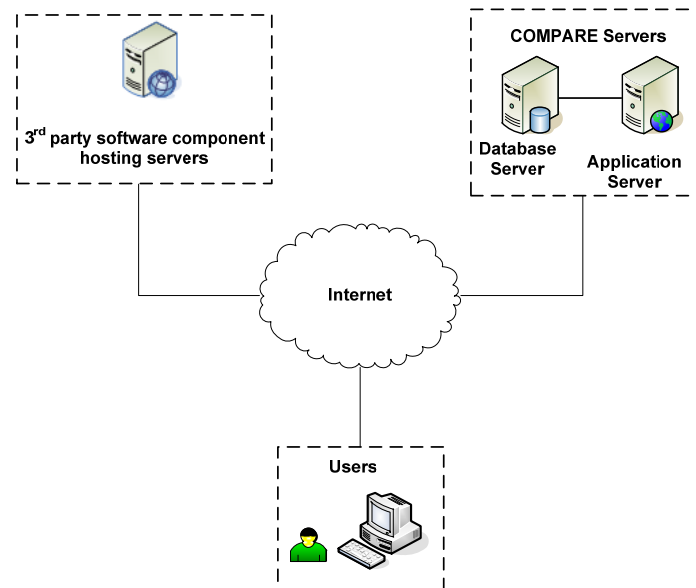 3rd party software component
hosting servers
COMPARE Servers
Database
Server
Application
Server
Internet
Users